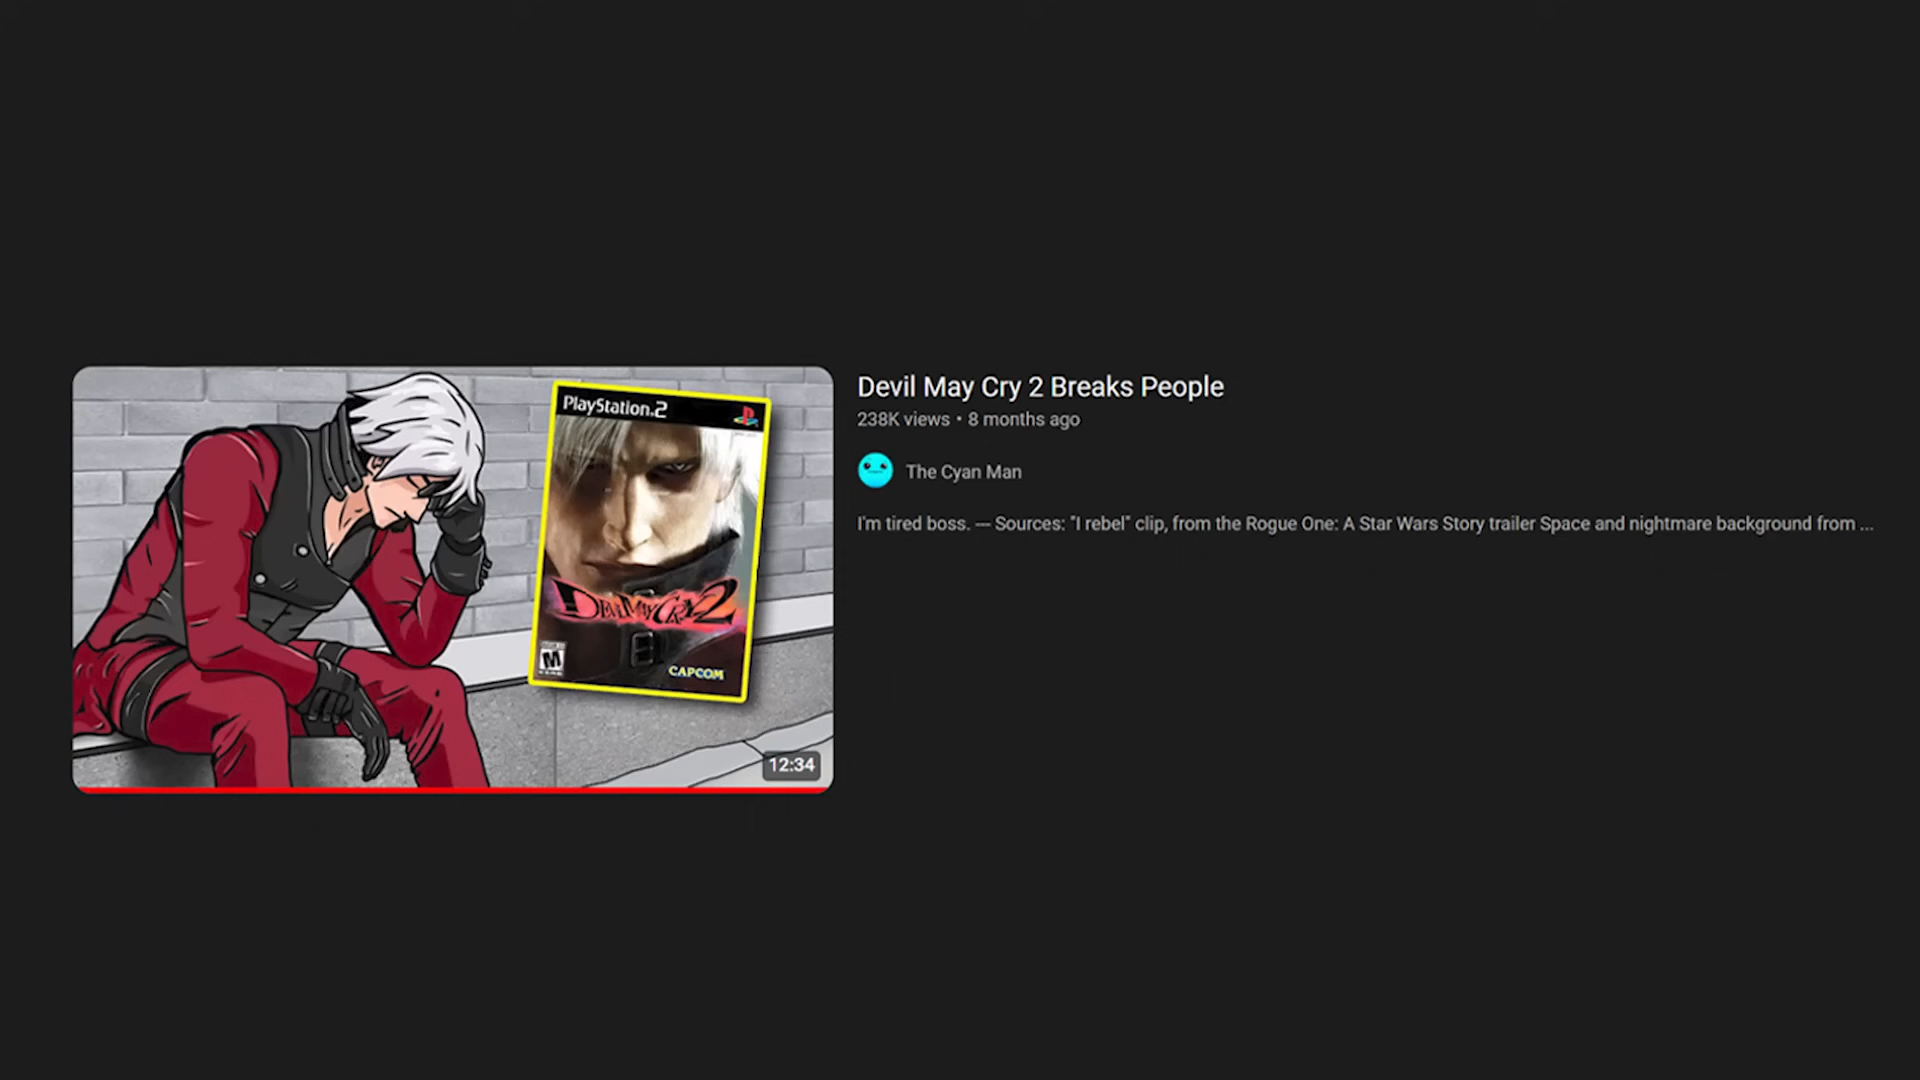 PlayStation.2
DEVIL MAY CRY 2
M
CAPCOM
12:34
Devil May Cry 2 Breaks People
238K views • 8 months ago
The Cyan Man
I'm tired boss. — Sources: "I rebel" clip, from the Rogue One: A Star Wars Story trailer Space and nightmare background from ...